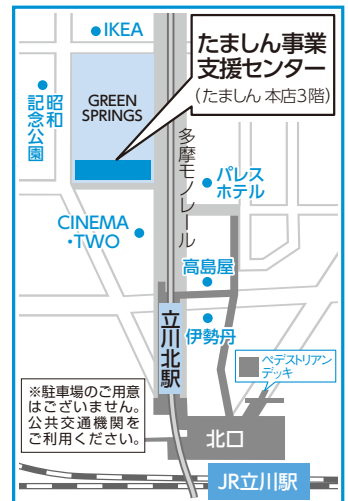 IKEA
たましん事業
支援センター
(たましん 本店3階)
昭和
記念公園
GREEN
SPRINGS
多摩モノレール
パレス
ホテル
CINEMA
・TWO
高島屋
伊勢丹
立川北駅
ペデストリアン
デッキ
※駐車場のご用意
はございません。
公共交通機関を
ご利用ください。
北口
JR立川駅